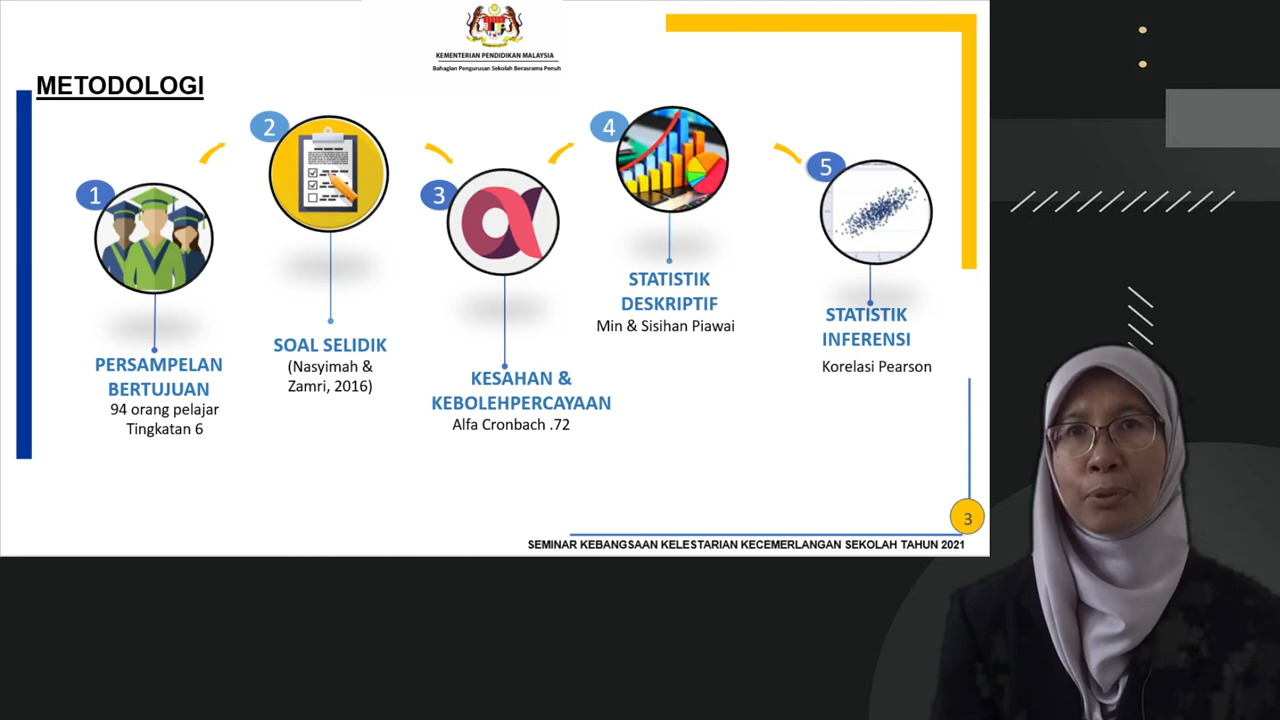 KEMENTERIAN PENDIDIKAN MALAYSIA
Bahagian Pengurusan Sekolah Berasrama Penuh
METODOLOGI
1
PERSAMPELAN
BERTUJUAN
94 orang pelajar
Tingkatan 6
2
SOAL SELIDIK
(Nasyimah &
Zamri, 2016)
3
KESAHAN &
KEBOLEHPERCAYAAN
Alfa Cronbach .72
4
STATISTIK
DESKRIPTIF
Min & Sisihan Piawai
5
STATISTIK
INFERENSI
Korelasi Pearson
3
SEMINAR KEBANGSAAN KELESTARIAN KECEMERLANGAN SEKOLAH TAHUN 2021